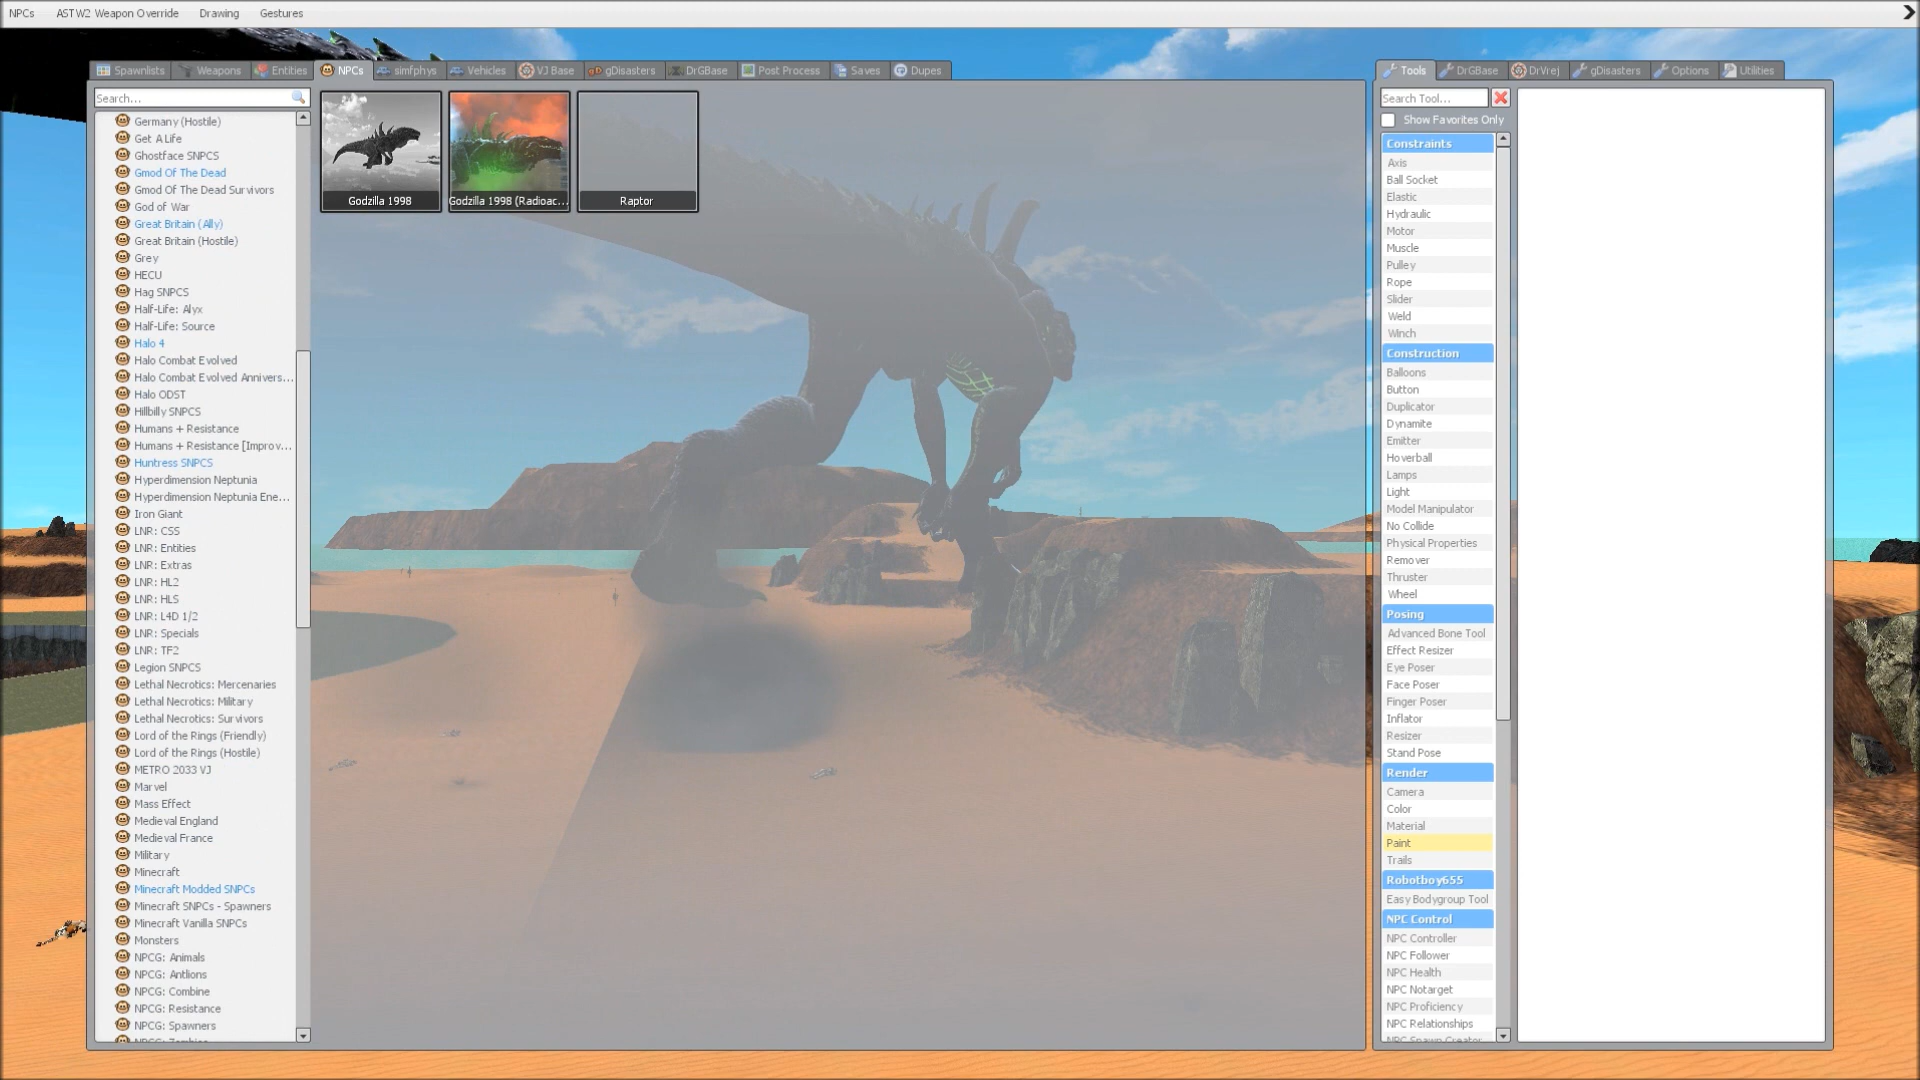 NPCs ASTW2 Weapon Override Drawing Gestures
Spawnlists Weapons Entities NPCs simfphys Vehicles VJ Base gDisasters DrGBase Post Process Saves Dupes
Search...
Germany (Hostile)
Get A Life
Ghostface SNPCS
Gmod Of The Dead
Gmod Of The Dead Survivors
God of War
Great Britain (Ally)
Great Britain (Hostile)
Grey
HECU
Hag SNPCS
Half-Life: Alyx
Half-Life: Source
Halo 4
Halo Combat Evolved
Halo Combat Evolved Annivers...
Halo ODST
Hillbilly SNPCS
Humans + Resistance
Humans + Resistance [Improv...
Huntress SNPCS
Hyperdimension Neptunia
Hyperdimension Neptunia Ene...
Iron Giant
LNR: CSS
LNR: Entities
LNR: Extras
LNR: HL2
LNR: HLS
LNR: L4D 1/2
LNR: Specials
LNR: TF2
Legion SNPCS
Lethal Necrotics: Mercenaries
Lethal Necrotics: Military
Lethal Necrotics: Survivors
Lord of the Rings (Friendly)
Lord of the Rings (Hostile)
METRO 2033 VJ
Marvel
Mass Effect
Medieval England
Medieval France
Military
Minecraft
Minecraft Modded SNPCs
Minecraft SNPCs - Spawners
Minecraft Vanilla SNPCs
Monsters
NPCG: Animals
NPCG: Antlions
NPCG: Combine
NPCG: Resistance
NPCG: Spawners
NPCG: Zombies
Godzilla 1998
Godzilla 1998 (Radioac...
Raptor
Tools DrGBase DrVrej gDisasters Options Utilities
Search Tool...
Show Favorites Only
Constraints
Axis
Ball Socket
Elastic
Hydraulic
Motor
Muscle
Pulley
Rope
Slider
Weld
Winch
Construction
Balloons
Button
Duplicator
Dynamite
Emitter
Hoverball
Lamps
Light
Model Manipulator
No Collide
Physical Properties
Remover
Thruster
Wheel
Posing
Advanced Bone Tool
Effect Resizer
Eye Poser
Face Poser
Finger Poser
Inflator
Resizer
Stand Pose
Render
Camera
Color
Material
Paint
Trails
Robotboy655
Easy Bodygroup Tool
NPC Control
NPC Controller
NPC Follower
NPC Health
NPC Notarget
NPC Proficiency
NPC Relationships
NPC Spawn Creator